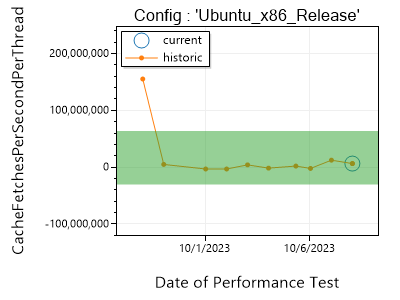 Config : 'Ubuntu_x86_Release'
CacheFetchesPerSecondPerThread
current
historic
200,000,000
100,000,000
0
-100,000,000
10/1/2023
10/6/2023
Date of Performance Test